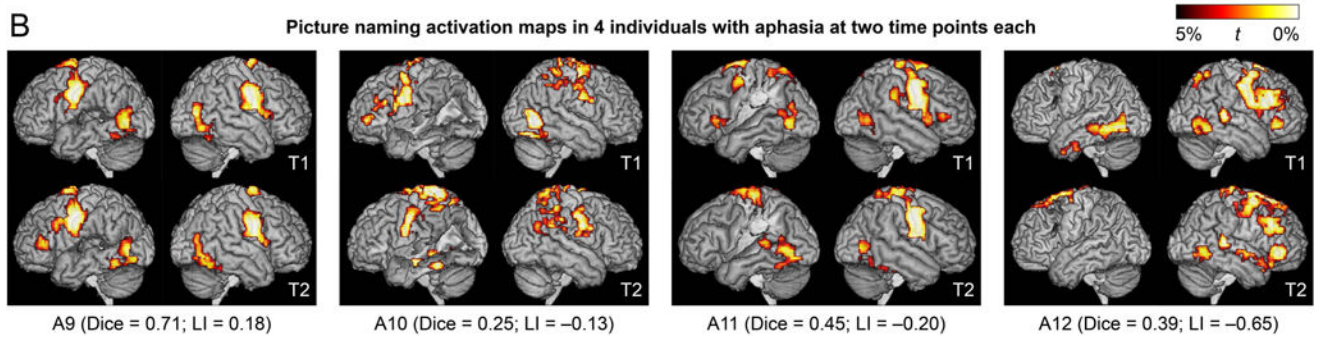 B
Picture naming activation maps in 4 individuals with aphasia at two time points each
5% t 0%
T1
T1
T1
T1
T2
T2
T2
T2
A9 (Dice = 0.71; LI = 0.18)
A10 (Dice = 0.25; LI = –0.13)
A11 (Dice = 0.45; LI = –0.20)
A12 (Dice = 0.39; LI = –0.65)